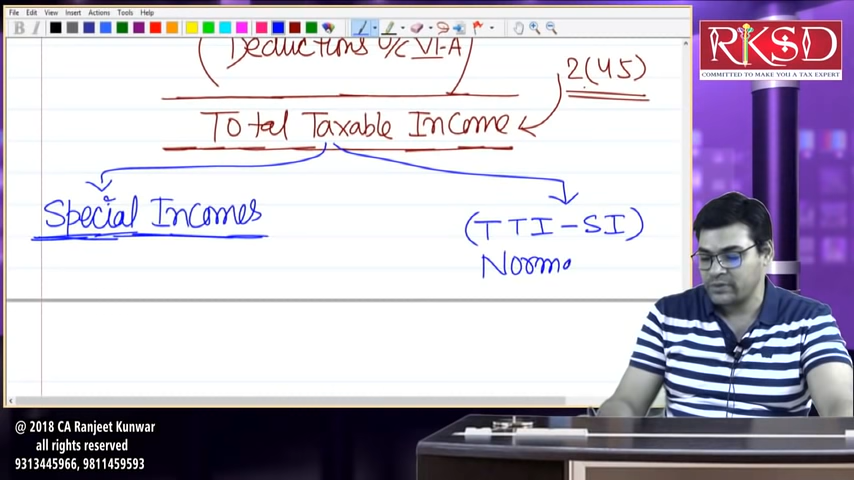 File Edit View Insert Actions Tools Help
B
(Deductions U/C VI-A)
2(45)
Total Taxable Income
Special Incomes
(TTI-SI)
Norma
RKSD
COMMITTED TO MAKE YOU A TAX EXPERT
@ 2018 CA Ranjeet Kunwar
all rights reserved
9313445966, 9811459593